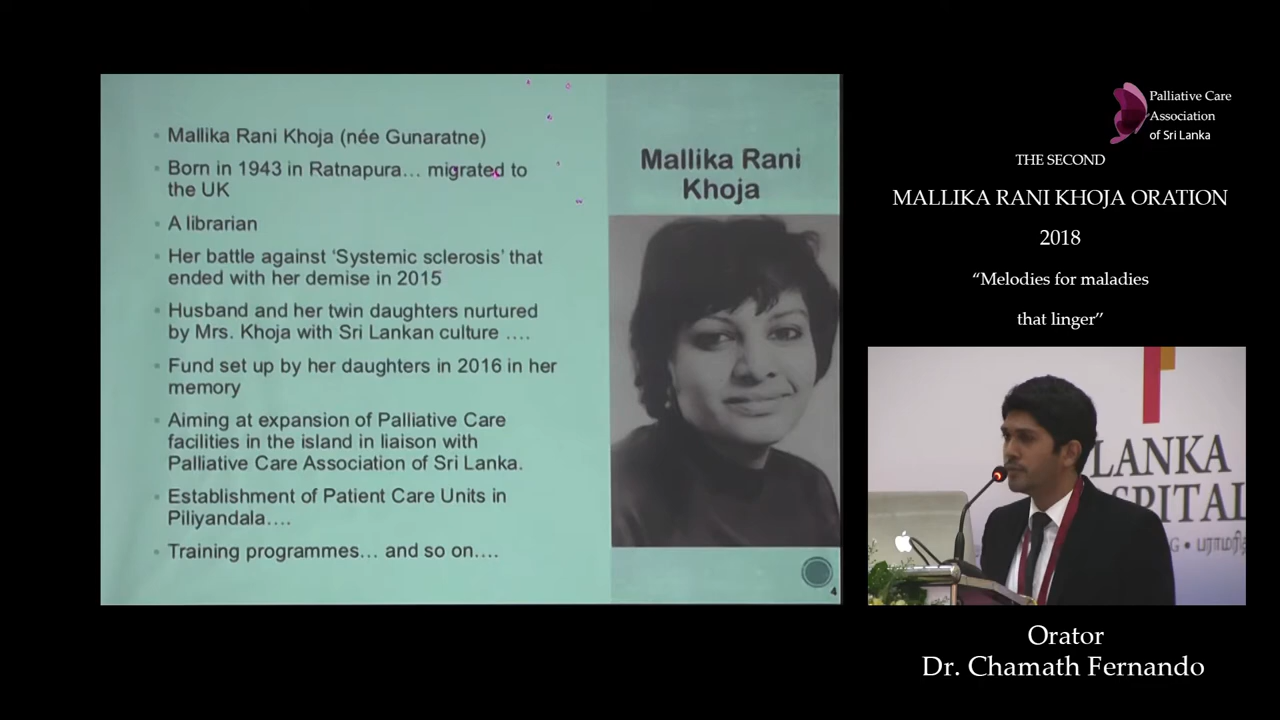 Mallika Rani Khoja (née Gunaratne)
Born in 1943 in Ratnapura… migrated to
the UK
A librarian
Her battle against ‘Systemic sclerosis’ that
ended with her demise in 2015
Husband and her twin daughters nurtured
by Mrs. Khoja with Sri Lankan culture ….
Fund set up by her daughters in 2016 in her
memory
Aiming at expansion of Palliative Care
facilities in the island in liaison with
Palliative Care Association of Sri Lanka.
Establishment of Patient Care Units in
Piliyandala….
Training programmes… and so on….
Mallika Rani
Khoja
4
Palliative Care
Association
of Sri Lanka
THE SECOND
MALLIKA RANI KHOJA ORATION
2018
“Melodies for maladies
that linger”
LANKA
SPITAL
G • பராமரித்
Orator
Dr. Chamath Fernando